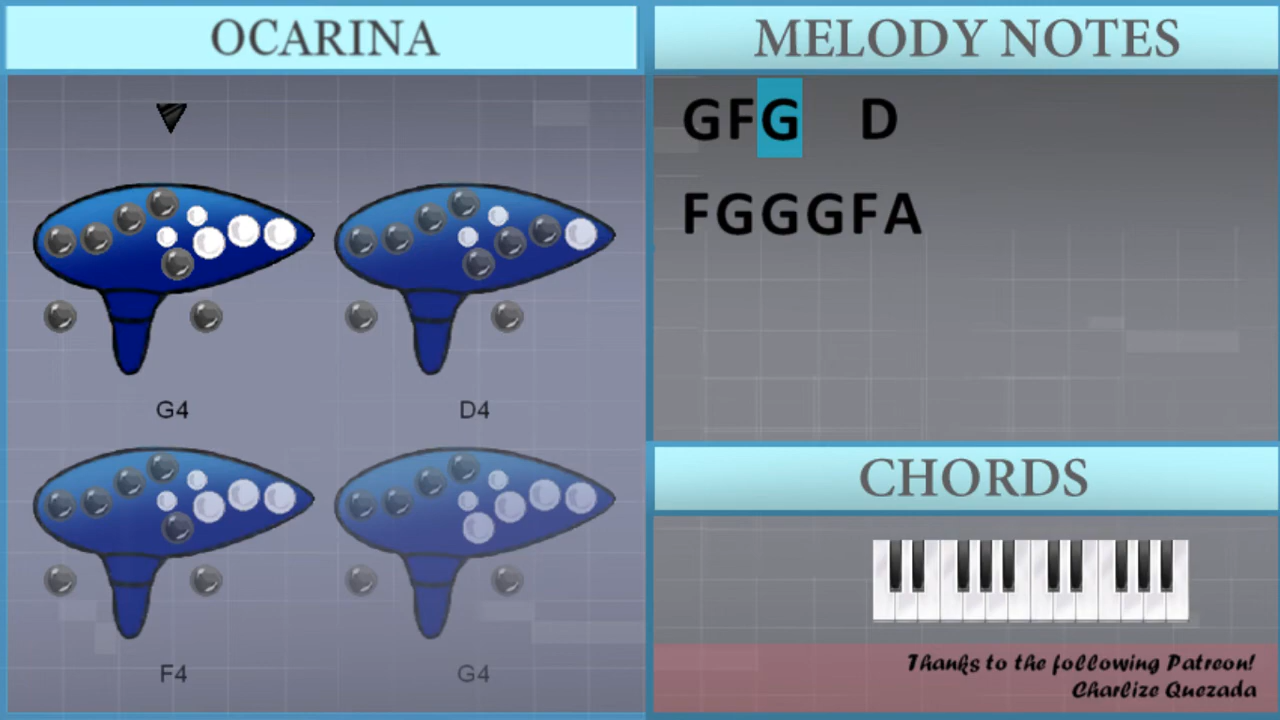 OCARINA
G4
D4
F4
G4
MELODY NOTES
GFG D
FGGGFA
CHORDS
Thanks to the following Patreon!
Charlize Quezada